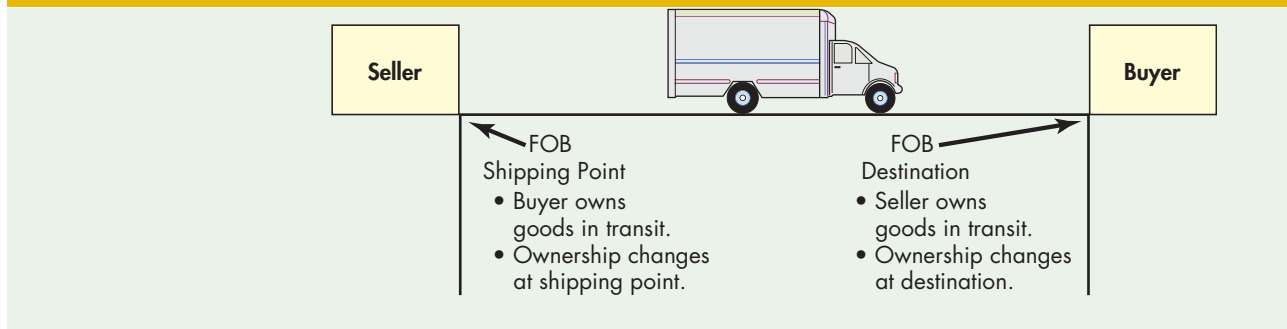 Seller
Buyer
FOB
Shipping Point
• Buyer owns
goods in transit.
• Ownership changes
at shipping point.
FOB
Destination
• Seller owns
goods in transit.
• Ownership changes
at destination.